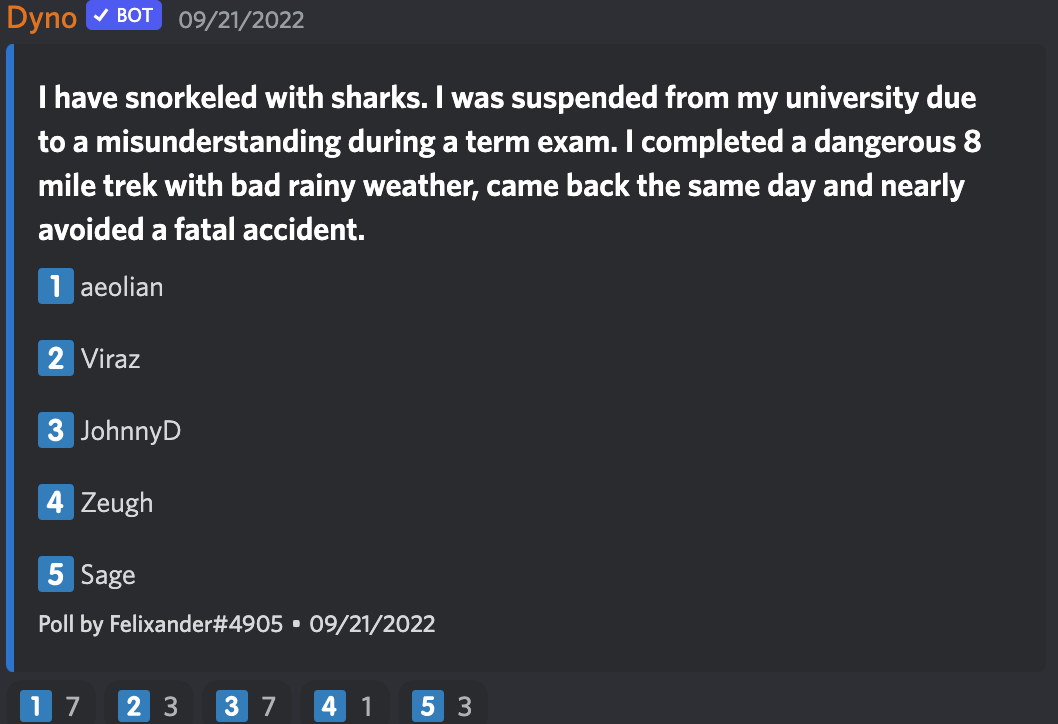 Dyno ✓ BOT 09/21/2022
I have snorkeled with sharks. I was suspended from my university due
to a misunderstanding during a term exam. I completed a dangerous 8
mile trek with bad rainy weather, came back the same day and nearly
avoided a fatal accident.
1 aeolian
2 Viraz
3 JohnnyD
4 Zeugh
5 Sage
Poll by Felixander#4905 • 09/21/2022
1 7 2 3 3 7 4 1 5 3